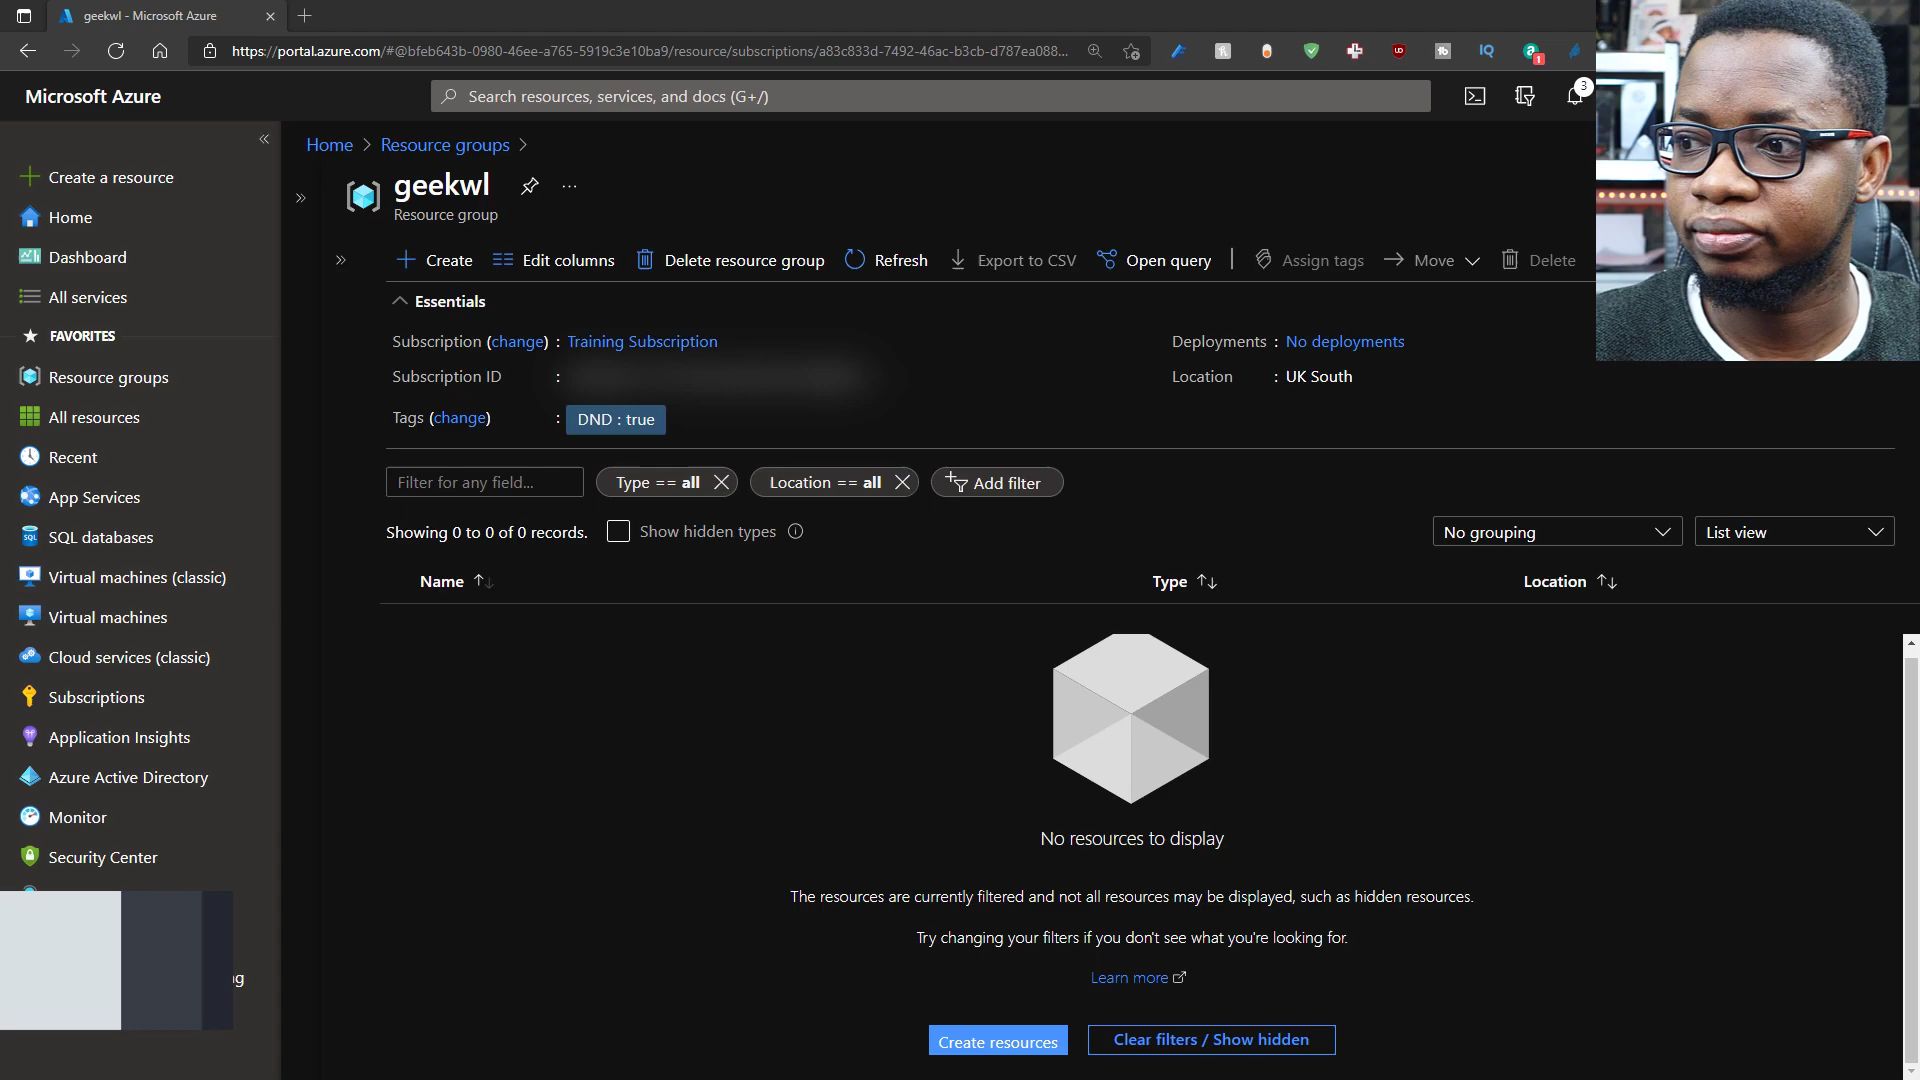 geekwl - Microsoft Azure
https://portal.azure.com/#@bfeb643b-0980-46ee-a765-5919c3e10ba9/resource/subscriptions/a83c833d-7492-46ac-b3cb-d787ea088...
IQ
1
Microsoft Azure
Search resources, services, and docs (G+/)
3
Create a resource
Home
Dashboard
All services
FAVORITES
Resource groups
All resources
Recent
App Services
SQL databases
Virtual machines (classic)
Virtual machines
Cloud services (classic)
Subscriptions
Application Insights
Azure Active Directory
Monitor
Security Center
ng
Home > Resource groups >
geekwl
Resource group
Create
Edit columns
Delete resource group
Refresh
Export to CSV
Open query
Assign tags
Move
Delete
Essentials
Subscription (change) : Training Subscription
Deployments : No deployments
Subscription ID :
Location : UK South
Tags (change) : DND : true
Filter for any field...
Type == all
Location == all
Add filter
Showing 0 to 0 of 0 records.
Show hidden types
No grouping
List view
Name
Type
Location
No resources to display
The resources are currently filtered and not all resources may be displayed, such as hidden resources.
Try changing your filters if you don't see what you're looking for.
Learn more
Create resources
Clear filters / Show hidden